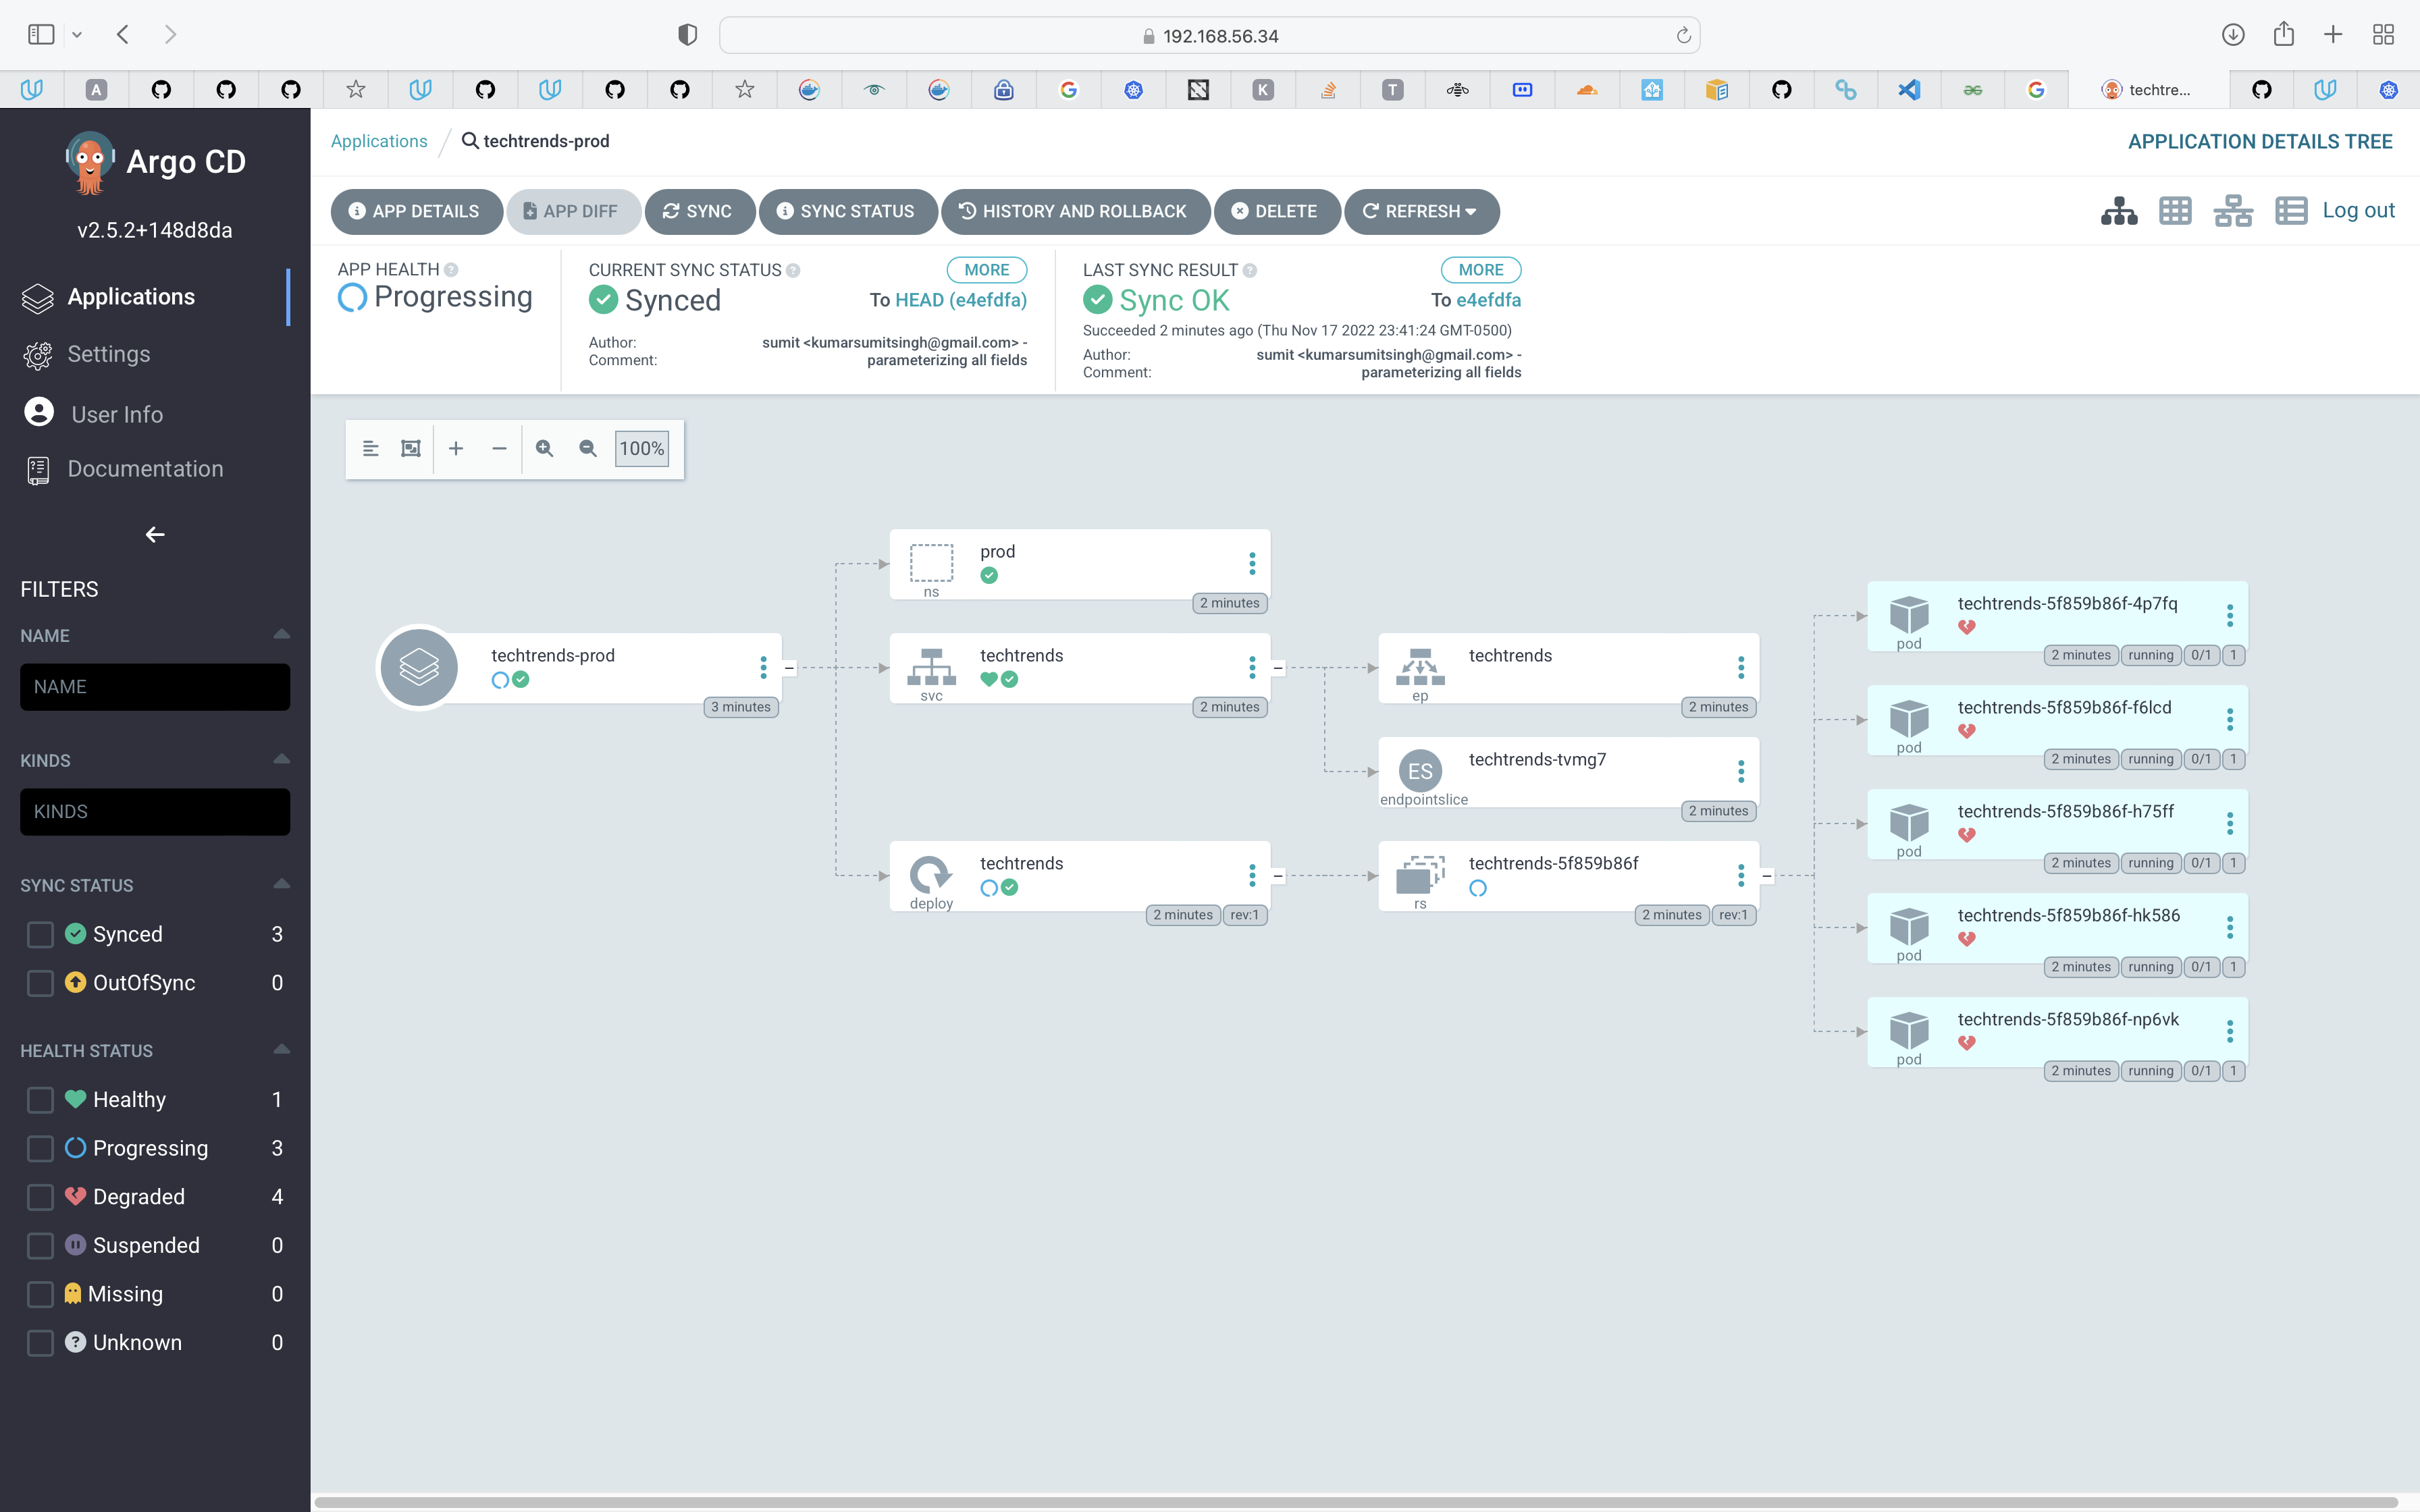 192.168.56.34
A
K
T
techtre...
Argo CD
v2.5.2+148d8da
Applications
Settings
User Info
Documentation
FILTERS
NAME
NAME
KINDS
KINDS
SYNC STATUS
Synced 3
OutOfSync 0
HEALTH STATUS
Healthy 1
Progressing 3
Degraded 4
Suspended 0
Missing 0
Unknown 0
Applications / techtrends-prod
APPLICATION DETAILS TREE
APP DETAILS APP DIFF SYNC SYNC STATUS HISTORY AND ROLLBACK DELETE REFRESH
Log out
APP HEALTH
Progressing
CURRENT SYNC STATUS MORE
Synced To HEAD (e4efdfa)
Author: sumit <kumarsumitsingh@gmail.com> -
Comment: parameterizing all fields
LAST SYNC RESULT MORE
Sync OK To e4efdfa
Succeeded 2 minutes ago (Thu Nov 17 2022 23:41:24 GMT-0500)
Author: sumit <kumarsumitsingh@gmail.com> -
Comment: parameterizing all fields
100%
techtrends-prod
3 minutes
prod
ns
2 minutes
techtrends
svc
2 minutes
techtrends
deploy
2 minutes rev:1
techtrends
ep
2 minutes
ES
techtrends-tvmg7
endpointslice
2 minutes
techtrends-5f859b86f
rs
2 minutes rev:1
techtrends-5f859b86f-4p7fq
pod
2 minutes running 0/1 1
techtrends-5f859b86f-f6lcd
pod
2 minutes running 0/1 1
techtrends-5f859b86f-h75ff
pod
2 minutes running 0/1 1
techtrends-5f859b86f-hk586
pod
2 minutes running 0/1 1
techtrends-5f859b86f-np6vk
pod
2 minutes running 0/1 1